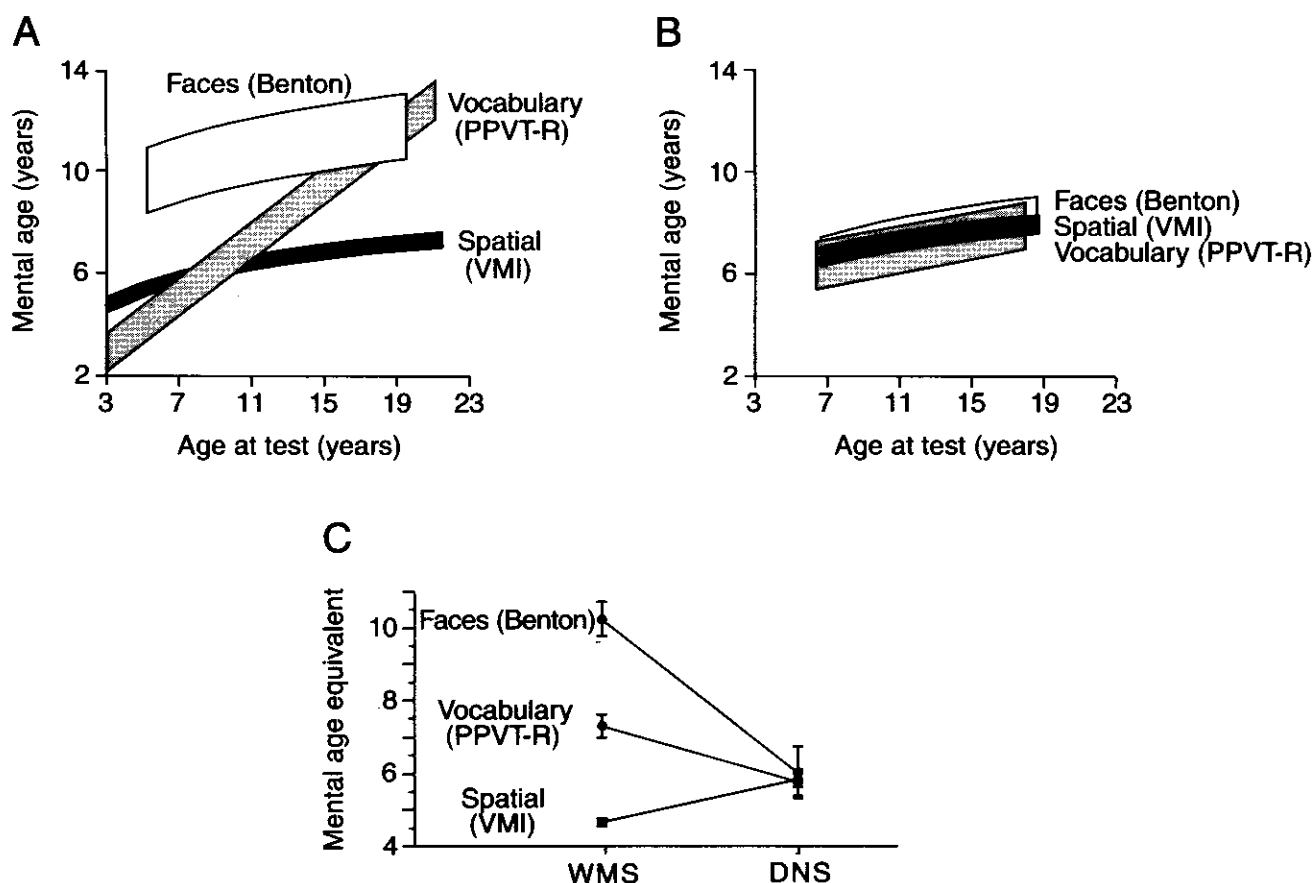 A
Mental age (years)
14
10
6
2
Faces (Benton)
Vocabulary
(PPVT-R)
Spatial
(VMI)
3 7 11 15 19 23
Age at test (years)
B
Mental age (years)
14
10
6
2
Faces (Benton)
Spatial (VMI)
Vocabulary (PPVT-R)
3 7 11 15 19 23
Age at test (years)
C
Mental age equivalent
10
8
6
4
Faces (Benton)
Vocabulary
(PPVT-R)
Spatial
(VMI)
WMS DNS